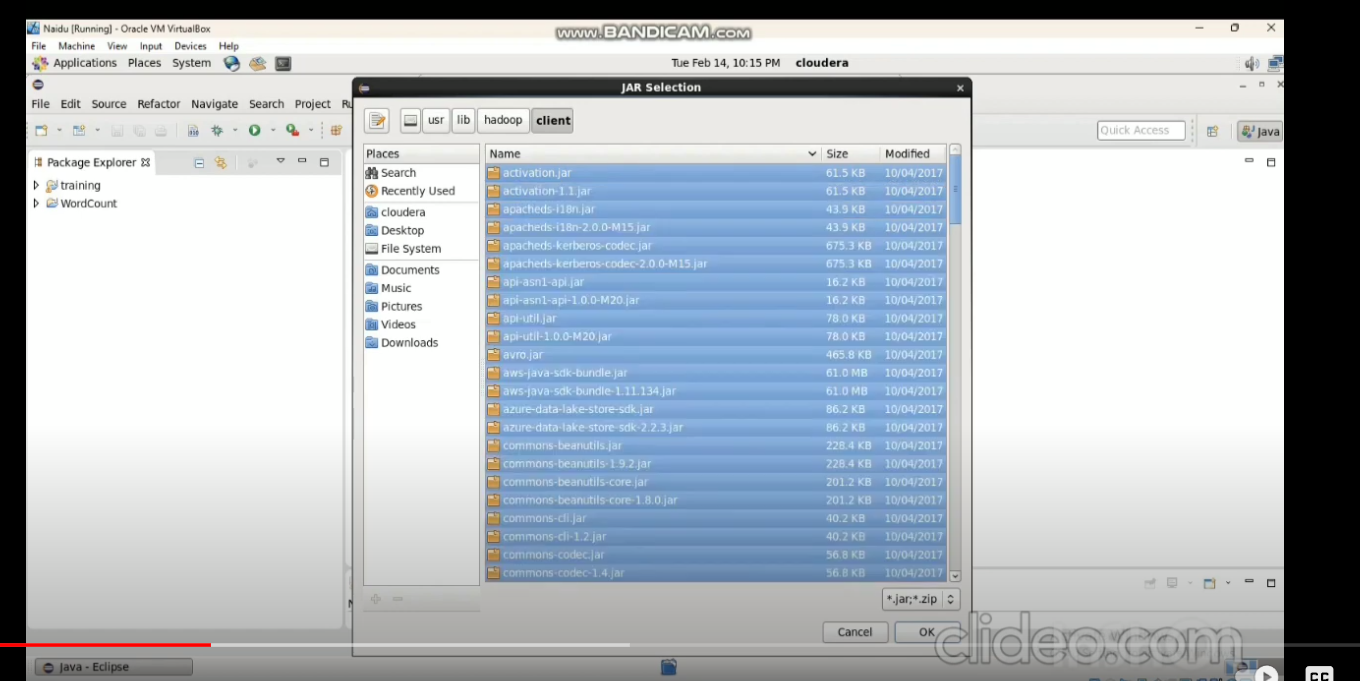 Naidu [Running] - Oracle VM VirtualBox
www.BANDICAM.com
File Machine View Input Devices Help
Applications Places System
Tue Feb 14, 10:15 PM cloudera
JAR Selection
File Edit Source Refactor Navigate Search Project
usr lib hadoop client
Quick Access
Java
Package Explorer
training
WordCount
Places
Search
Recently Used
cloudera
Desktop
File System
Documents
Music
Pictures
Videos
Downloads
Name Size Modified
activation.jar 61.5 KB 10/04/2017
activation-1.1.jar 61.5 KB 10/04/2017
apacheds-i18n.jar 43.9 KB 10/04/2017
apacheds-i18n-2.0.0-M15.jar 43.9 KB 10/04/2017
apacheds-kerberos-codec.jar 675.3 KB 10/04/2017
apacheds-kerberos-codec-2.0.0-M15.jar 675.3 KB 10/04/2017
api-asn1-api.jar 16.2 KB 10/04/2017
api-asn1-api-1.0.0-M20.jar 16.2 KB 10/04/2017
api-util.jar 78.0 KB 10/04/2017
api-util-1.0.0-M20.jar 78.0 KB 10/04/2017
avro.jar 465.8 KB 10/04/2017
aws-java-sdk-bundle.jar 61.0 MB 10/04/2017
aws-java-sdk-bundle-1.11.134.jar 61.0 MB 10/04/2017
azure-data-lake-store-sdk.jar 86.2 KB 10/04/2017
azure-data-lake-store-sdk-2.2.3.jar 86.2 KB 10/04/2017
commons-beanutils.jar 228.4 KB 10/04/2017
commons-beanutils-1.9.2.jar 228.4 KB 10/04/2017
commons-beanutils-core.jar 201.2 KB 10/04/2017
commons-beanutils-core-1.8.0.jar 201.2 KB 10/04/2017
commons-cli.jar 40.2 KB 10/04/2017
commons-cli-1.2.jar 40.2 KB 10/04/2017
commons-codec.jar 56.8 KB 10/04/2017
commons-codec-1.4.jar 56.8 KB 10/04/2017
*.jar;*.zip
Cancel OK
clideo.com
Java - Eclipse
CC